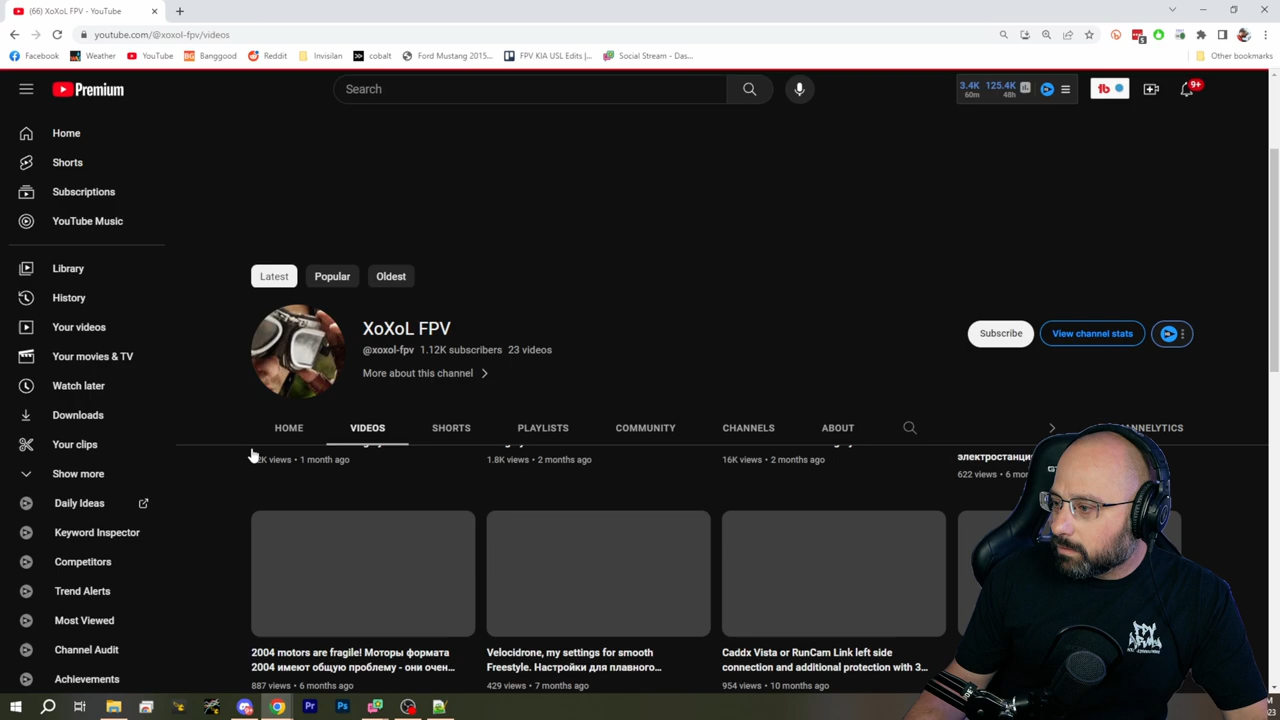 (66) XoXoL FPV - YouTube
youtube.com/@xoxol-fpv/videos
Facebook Weather YouTube Banggood Reddit Invisilan cobalt Ford Mustang 2015... FPV KIA USL Edits |... Social Stream - Das... Other bookmarks
Premium
Search
3.4K 125.4K
60m 48h
9+
Home
Shorts
Subscriptions
YouTube Music
Library
History
Your videos
Your movies & TV
Watch later
Downloads
Your clips
Show more
Daily Ideas
Keyword Inspector
Competitors
Trend Alerts
Most Viewed
Channel Audit
Achievements
Latest Popular Oldest
XoXoL FPV
@xoxol-fpv 1.12K subscribers 23 videos
More about this channel
Subscribe View channel stats
HOME VIDEOS SHORTS PLAYLISTS COMMUNITY CHANNELS ABOUT
views • 1 month ago
1.8K views • 2 months ago
16K views • 2 months ago
622 views
2004 motors are fragile! Моторы формата
2004 имеют общую проблему - они очен...
887 views • 6 months ago
Velocidrone, my settings for smooth
Freestyle. Настройки для плавного...
429 views • 7 months ago
Caddx Vista or RunCam Link left side
connection and additional protection with 3...
954 views • 10 months ago